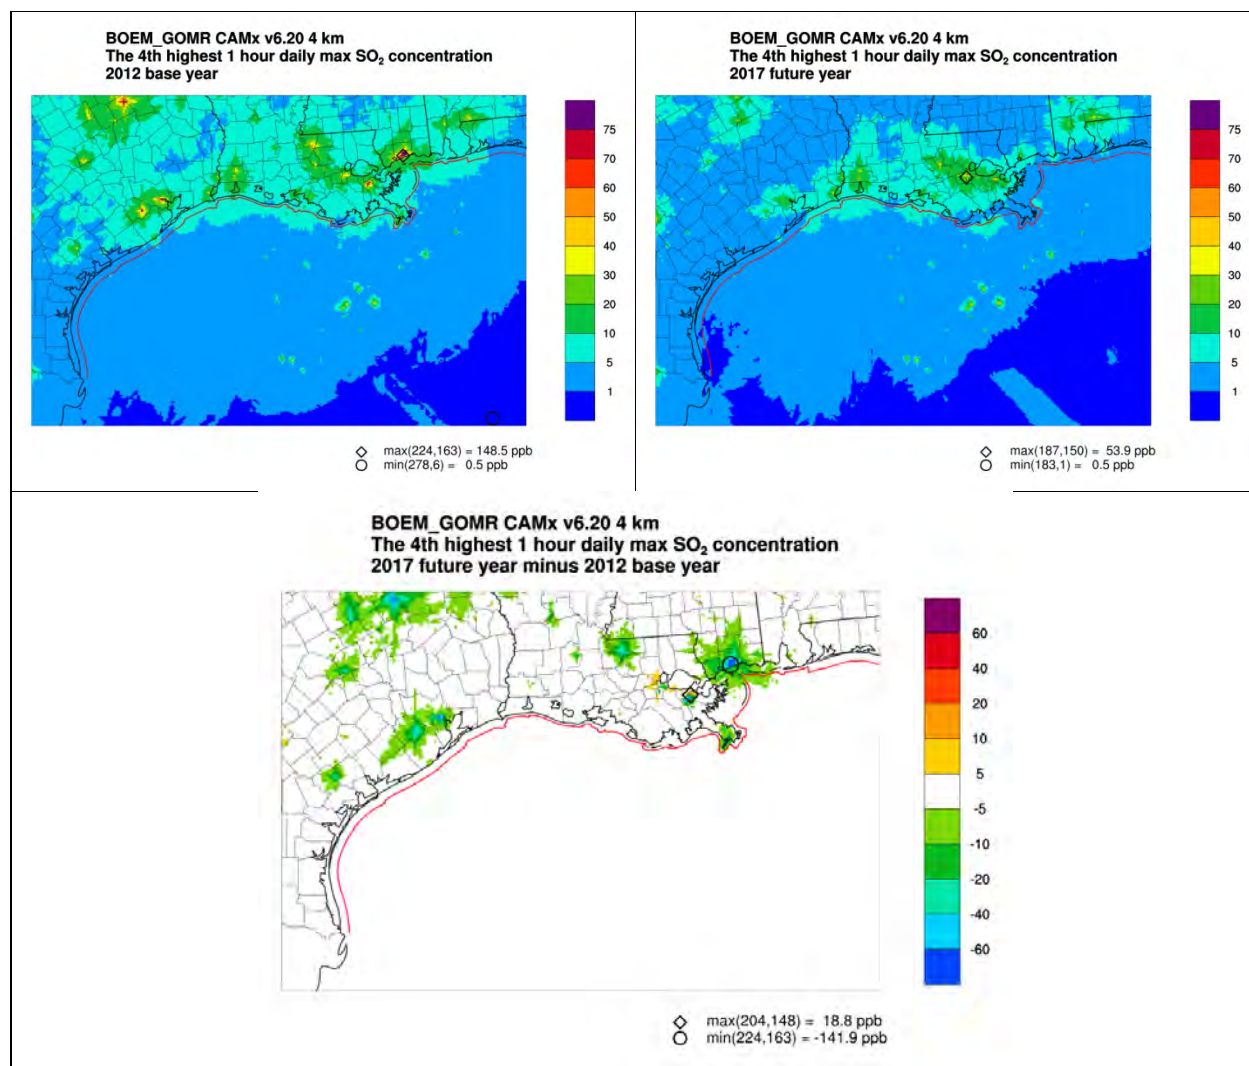 BOEM_GOMR CAMx v6.20 4 km
The 4th highest 1 hour daily max SO₂ concentration
2012 base year
75
70
60
50
40
30
20
10
5
1
max(224,163) = 148.5 ppb
min(278,6) = 0.5 ppb
BOEM_GOMR CAMx v6.20 4 km
The 4th highest 1 hour daily max SO₂ concentration
2017 future year
75
70
60
50
40
30
20
10
5
1
max(187,150) = 53.9 ppb
min(183,1) = 0.5 ppb
BOEM_GOMR CAMx v6.20 4 km
The 4th highest 1 hour daily max SO₂ concentration
2017 future year minus 2012 base year
60
40
20
10
5
-5
-10
-20
-40
-60
max(204,148) = 18.8 ppb
min(224,163) = -141.9 ppb